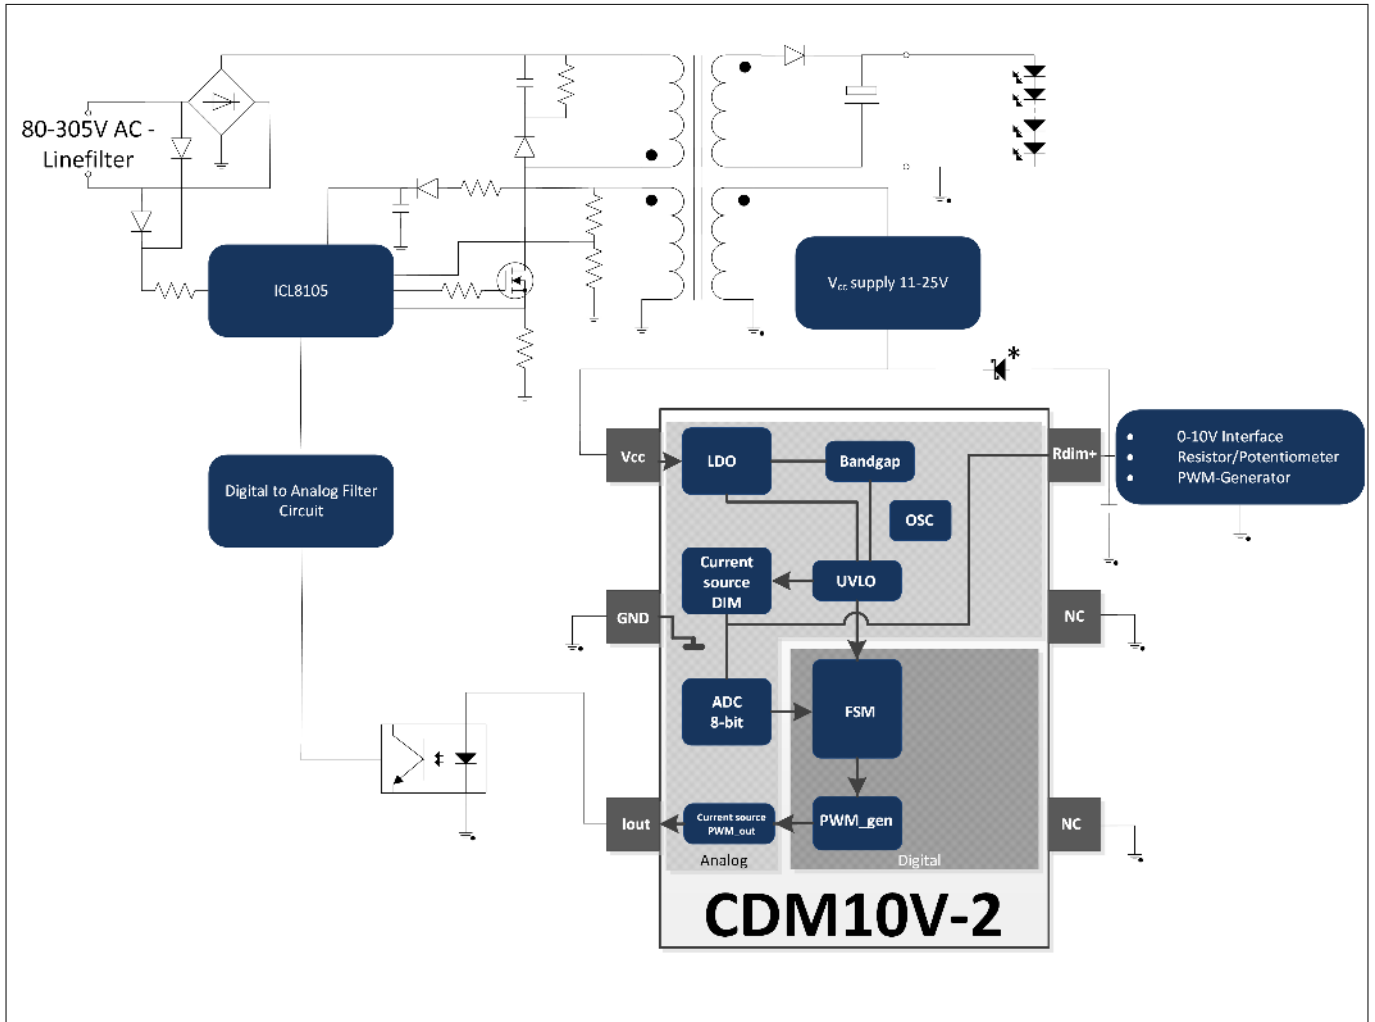 80-305V AC -
Linefilter
ICL8105
Vcc supply 11-25V
*
Digital to Analog Filter
Circuit
Vcc
LDO
Bandgap
Rdim+
• 0-10V Interface
• Resistor/Potentiometer
• PWM-Generator
OSC
Current
source
DIM
UVLO
GND
NC
ADC
8-bit
FSM
Iout
Current source
PWM_out
PWM_gen
NC
Analog
Digital
CDM10V-2